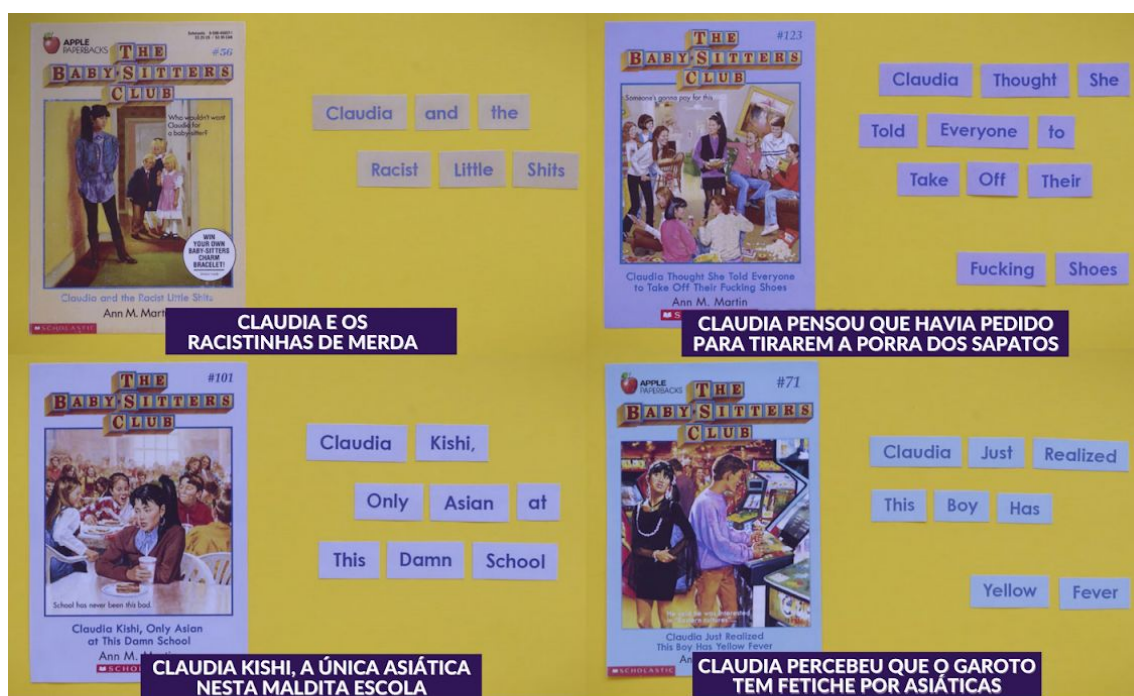 APPLE
PAPERBACKS
#56
THE
BABY-SITTERS
CLUB
Who wouldn't want
Claudia for
a baby-sitter?
WIN
YOUR OWN
BABY-SITTERS
CHARM
BRACELET!
Claudia and the Racist Little Shits
Ann M. Mart
SCHOLASTIC
Claudia and the
Racist Little Shits
CLAUDIA E OS
RACISTINHAS DE MERDA
#123
THE
BABY-SITTERS
CLUB
Someone's gonna pay for this...
Claudia Thought She Told Everyone
to Take Off Their Fucking Shoes
Ann M. Martin
Claudia Thought She
Told Everyone to
Take Off Their
Fucking Shoes
CLAUDIA PENSOU QUE HAVIA PEDIDO
PARA TIRAREM A PORRA DOS SAPATOS
#101
THE
BABY-SITTERS
CLUB
School has never been this bad.
Claudia Kishi, Only Asian
at This Damn School
Ann M.
SCHO
Claudia Kishi,
Only Asian at
This Damn School
CLAUDIA KISHI, A ÚNICA ASIÁTICA
NESTA MALDITA ESCOLA
APPLE
PAPERBACKS
#71
THE
BABY-SITTERS
CLUB
Claudia Just Realized
This Boy Has Yellow Fever
An
SCHOLASTIC
Claudia Just Realized
This Boy Has
Yellow Fever
CLAUDIA PERCEBEU QUE O GAROTO
TEM FETICHE POR ASIÁTICAS